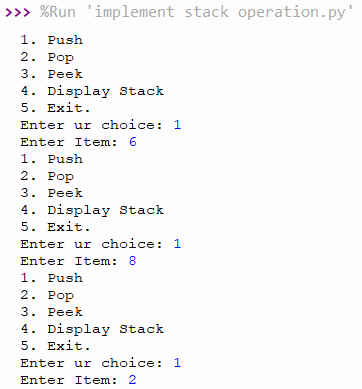 >>> %Run 'implement stack operation.py'
1. Push
2. Pop
3. Peek
4. Display Stack
5. Exit.
Enter ur choice: 1
Enter Item: 6
1. Push
2. Pop
3. Peek
4. Display Stack
5. Exit.
Enter ur choice: 1
Enter Item: 8
1. Push
2. Pop
3. Peek
4. Display Stack
5. Exit.
Enter ur choice: 1
Enter Item: 2